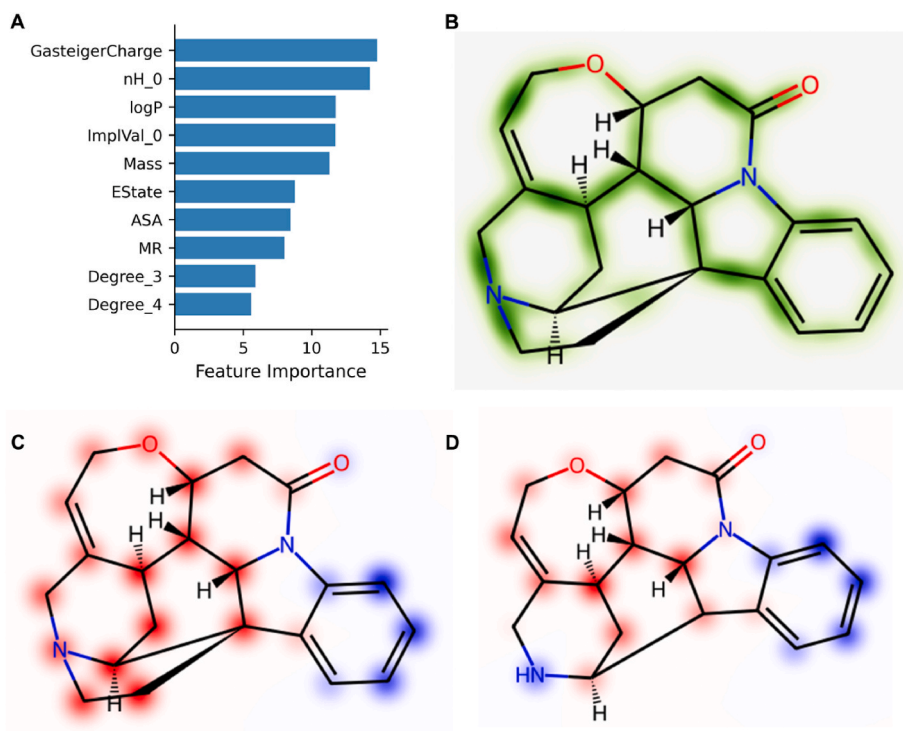 A
GasteigerCharge
nH_0
logP
ImplVal_0
Mass
EState
ASA
MR
Degree_3
Degree_4
0 5 10 15
Feature Importance
B
O
O
H
H
H
N
H
N
H
C
O
O
H
H
H
N
H
N
H
D
O
O
H
H
H
N
H
HN
H